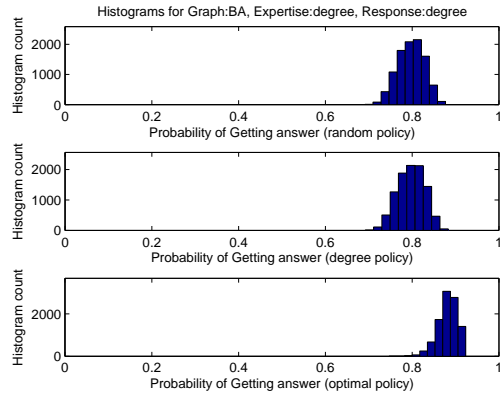 Histograms for Graph:BA, Expertise:degree, Response:degree
Histogram count
2000
1000
0
0 0.2 0.4 0.6 0.8 1
Probability of Getting answer (random policy)
Histogram count
2000
1000
0
0 0.2 0.4 0.6 0.8 1
Probability of Getting answer (degree policy)
Histogram count
2000
0
0 0.2 0.4 0.6 0.8 1
Probability of Getting answer (optimal policy)